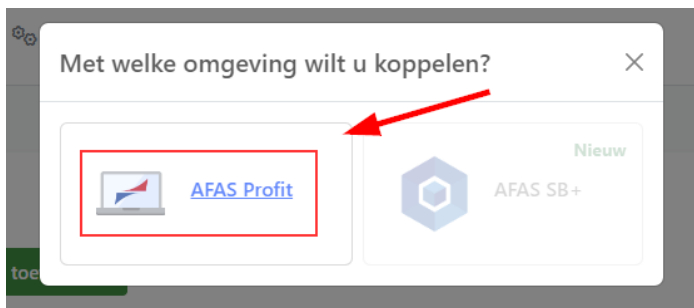 Met welke omgeving wilt u koppelen?
Nieuw
AFAS Profit
AFAS SB+
toe